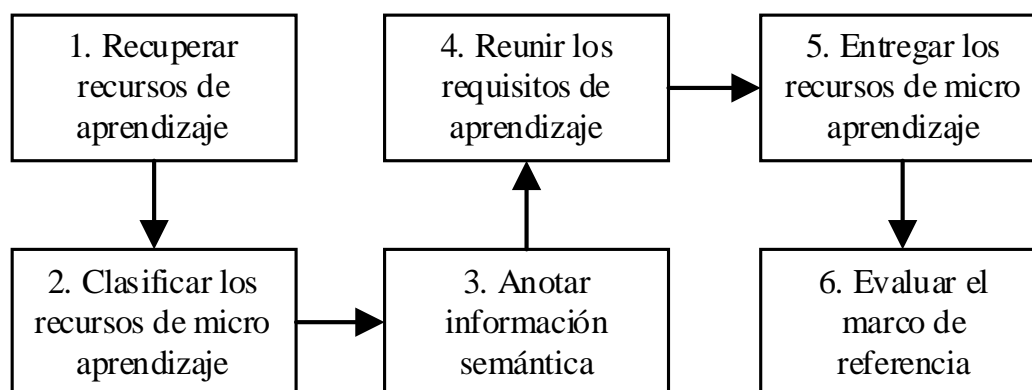 1. Recuperar
recursos de
aprendizaje
2. Clasificar los
recursos de micro
aprendizaje
3. Anotar
información
semántica
4. Reunir los
requisitos de
aprendizaje
5. Entregar los
recursos de micro
aprendizaje
6. Evaluar el
marco de
referencia